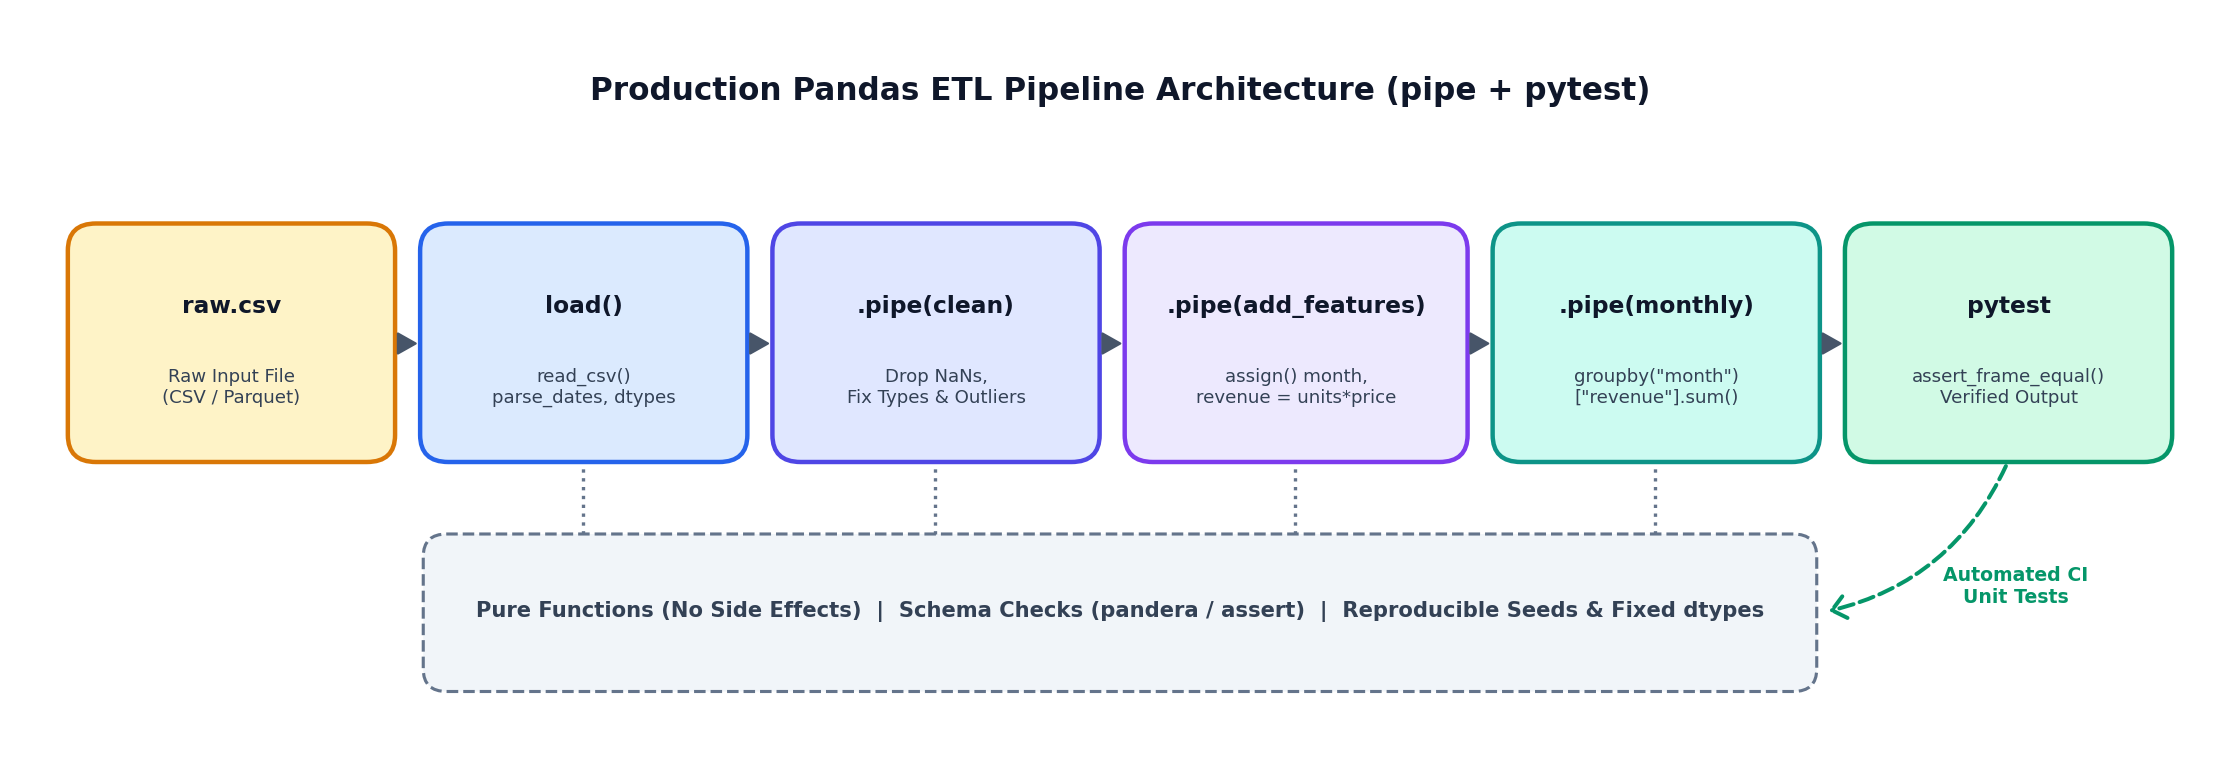 Production Pandas ETL Pipeline Architecture (pipe + pytest)
raw.csv
Raw Input File
(CSV / Parquet)
load()
read_csv()
parse_dates, dtypes
.pipe(clean)
Drop NaNs,
Fix Types & Outliers
.pipe(add_features)
assign() month,
revenue = units*price
.pipe(monthly)
groupby("month")
["revenue"].sum()
pytest
assert_frame_equal()
Verified Output
Pure Functions (No Side Effects)  |  Schema Checks (pandera / assert)  |  Reproducible Seeds & Fixed dtypes
Automated CI
Unit Tests